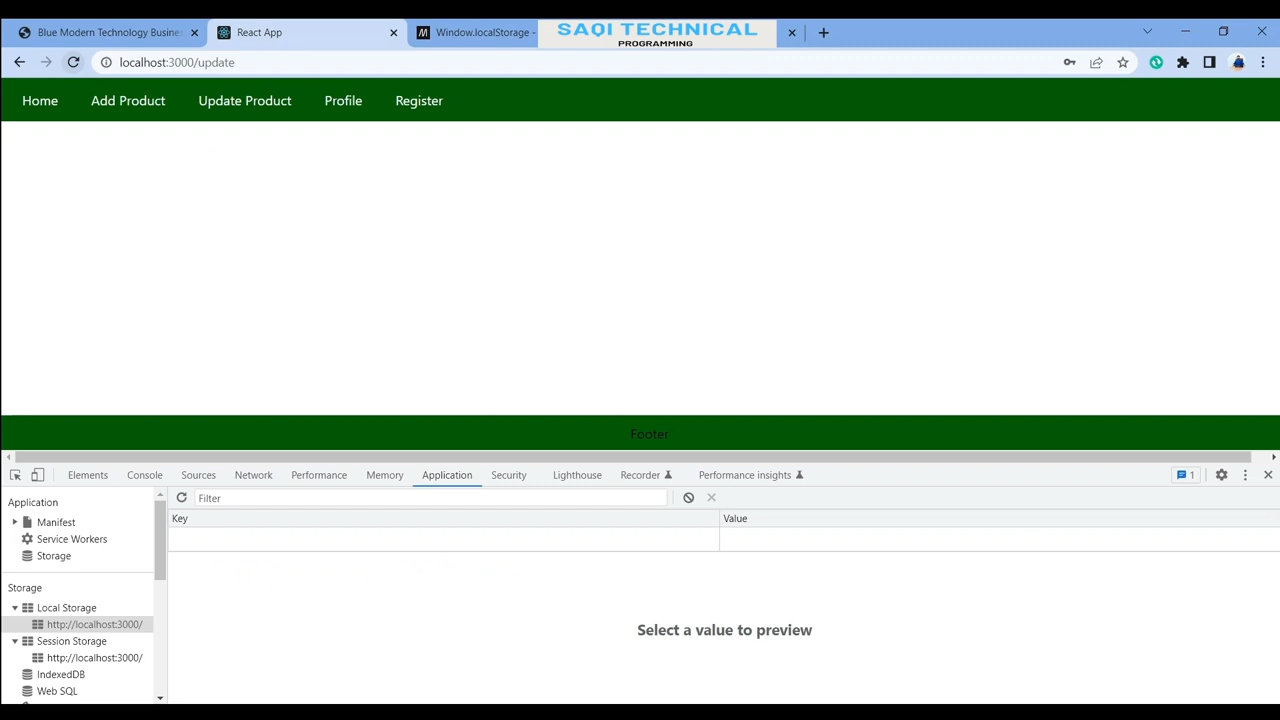 Blue Modern Technology Busines
React App
Window.localStorage -
SAQI TECHNICAL
PROGRAMMING
localhost:3000/update
Home
Add Product
Update Product
Profile
Register
Footer
Elements
Console
Sources
Network
Performance
Memory
Application
Security
Lighthouse
Recorder
Performance insights
1
Application
Filter
Key
Value
Manifest
Service Workers
Storage
Storage
Local Storage
http://localhost:3000/
Session Storage
http://localhost:3000/
IndexedDB
Web SQL
Select a value to preview